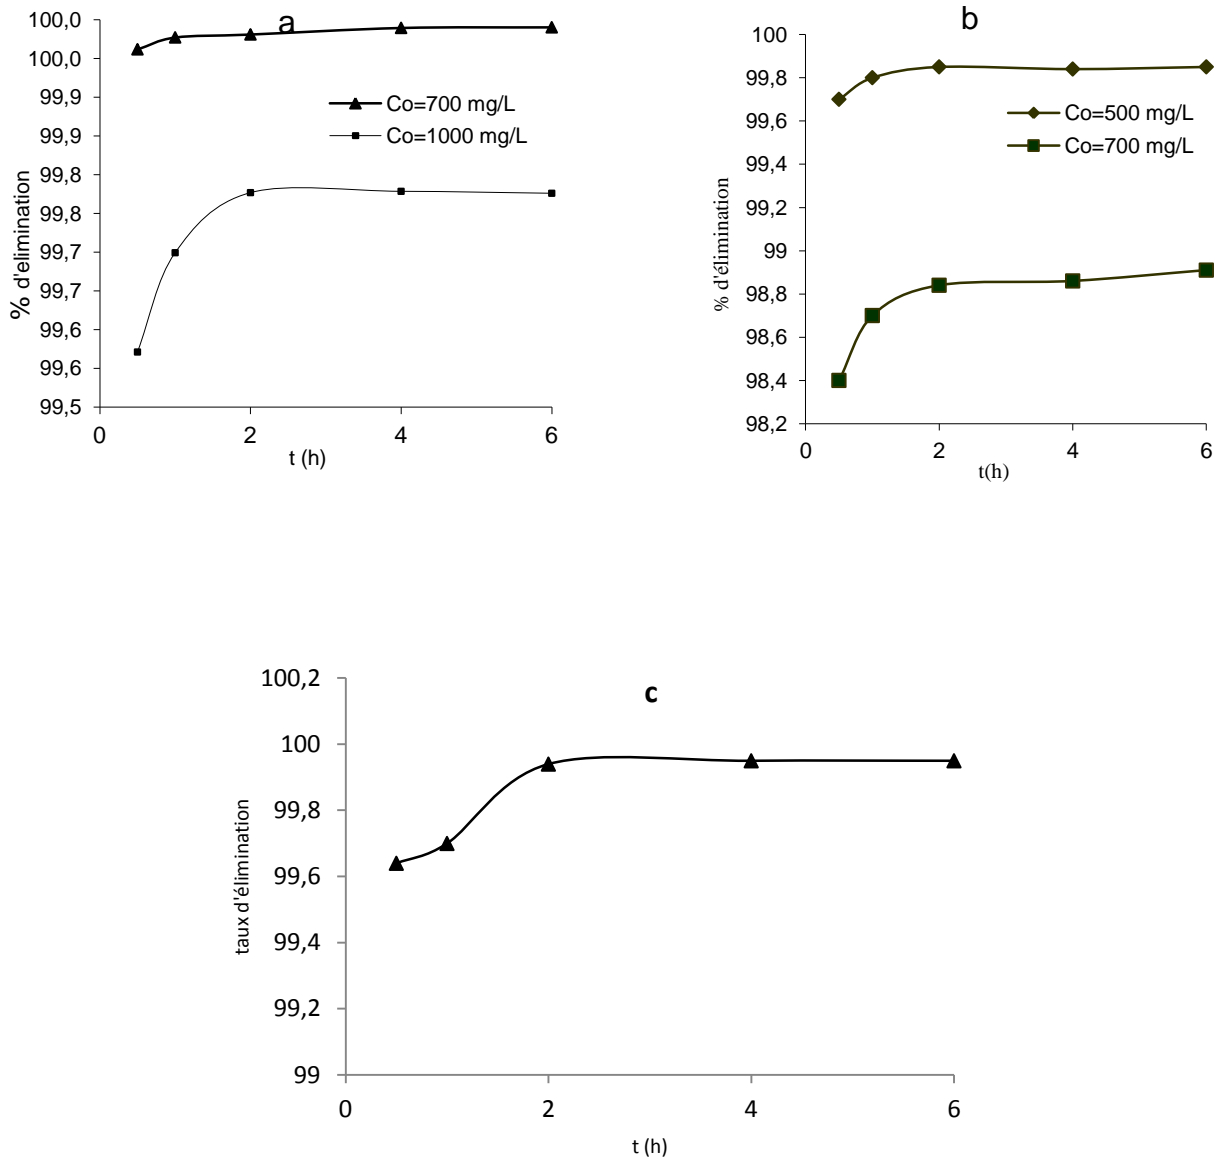 a
100,0
100,0
99,9
99,9
99,8
99,8
99,7
99,7
99,6
99,6
99,5
% d'elimination
Co=700 mg/L
Co=1000 mg/L
0 2 4 6
t (h)
b
100
99,8
99,6
99,4
99,2
99
98,8
98,6
98,4
98,2
% d'élimination
Co=500 mg/L
Co=700 mg/L
0 2 4 6
t(h)
c
100,2
100
99,8
99,6
99,4
99,2
99
taux d'élimination
0 2 4 6
t (h)